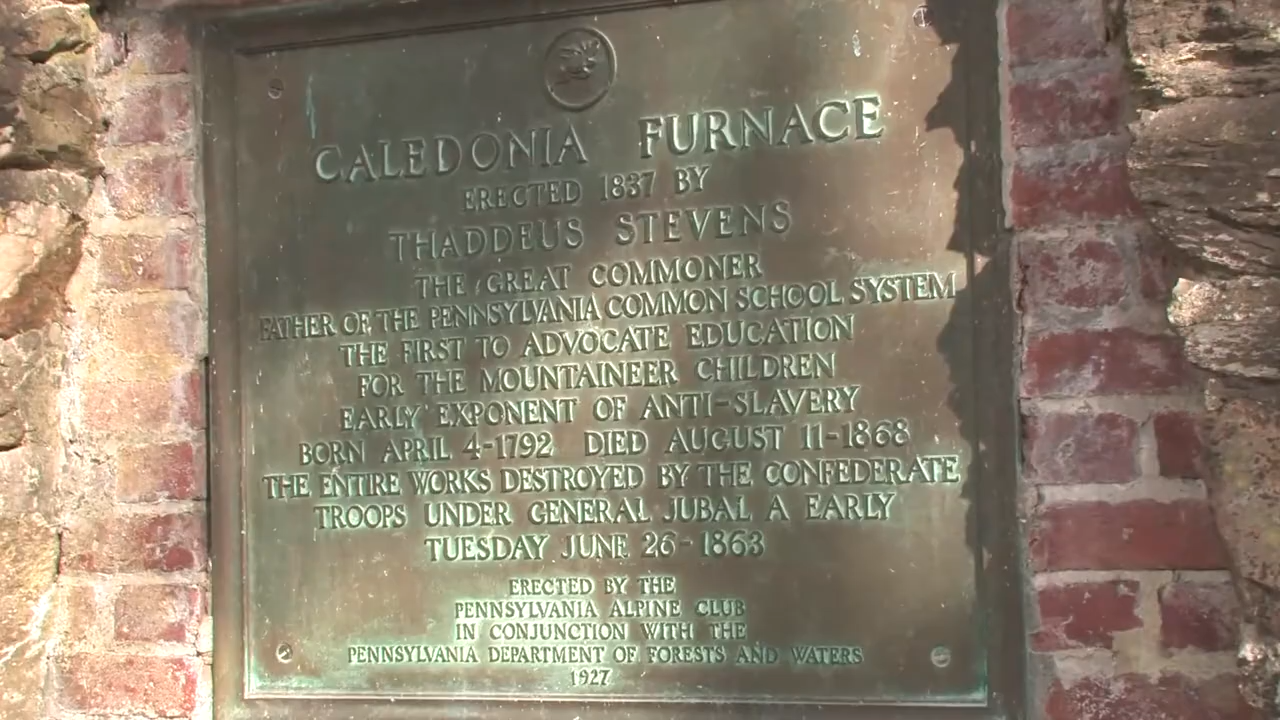 CALEDONIA FURNACE
ERECTED 1837 BY
THADDEUS STEVENS
THE GREAT COMMONER
FATHER OF THE PENNSYLVANIA COMMON SCHOOL SYSTEM
THE FIRST TO ADVOCATE EDUCATION
FOR THE MOUNTAINEER CHILDREN
EARLY EXPONENT OF ANTI-SLAVERY
BORN APRIL 4-1792 DIED AUGUST 11-1868
THE ENTIRE WORKS DESTROYED BY THE CONFEDERATE
TROOPS UNDER GENERAL JUBAL A EARLY
TUESDAY JUNE 26-1863
ERECTED BY THE
PENNSYLVANIA ALPINE CLUB
IN CONJUNCTION WITH THE
PENNSYLVANIA DEPARTMENT OF FORESTS AND WATERS
1927